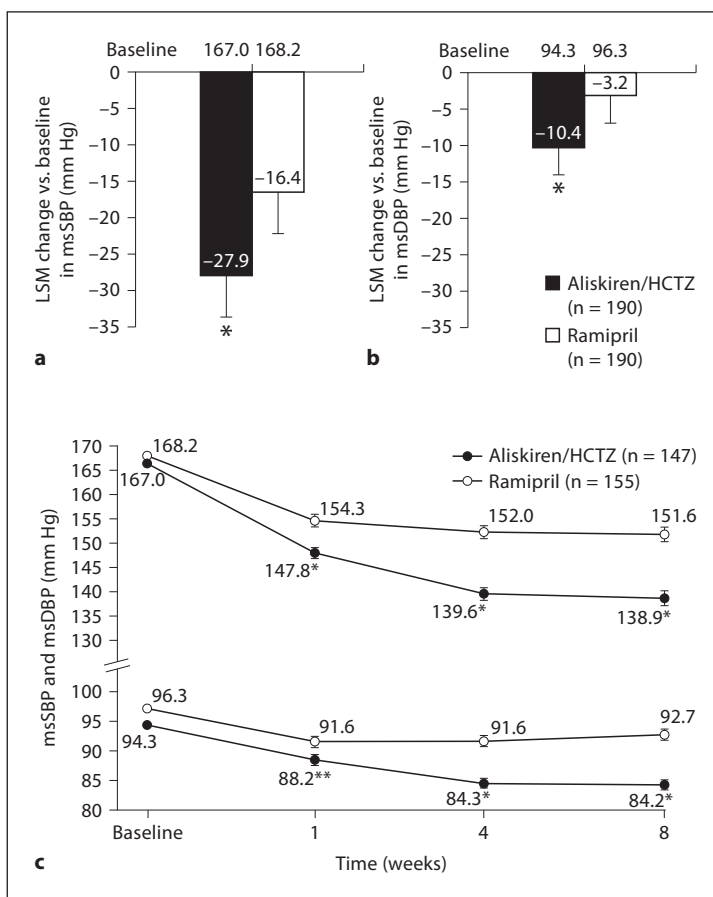 Baseline 167.0 168.2
0
−5
−10
−15
−20
−25
−30
−35
LSM change vs. baseline
in msSBP (mm Hg)
−16.4
−27.9
*
a
Baseline 94.3 96.3
0
−5
−10
−15
−20
−25
−30
−35
LSM change vs. baseline
in msDBP (mm Hg)
−3.2
−10.4
*
Aliskiren/HCTZ
(n = 190)
Ramipril
(n = 190)
b
170
165
160
155
150
145
140
135
130
100
95
90
85
80
msSBP and msDBP (mm Hg)
Aliskiren/HCTZ (n = 147)
Ramipril (n = 155)
168.2
167.0
154.3
147.8*
152.0
139.6*
151.6
138.9*
96.3
94.3
91.6
88.2**
91.6
84.3*
92.7
84.2*
Baseline 1 4 8
Time (weeks)
c